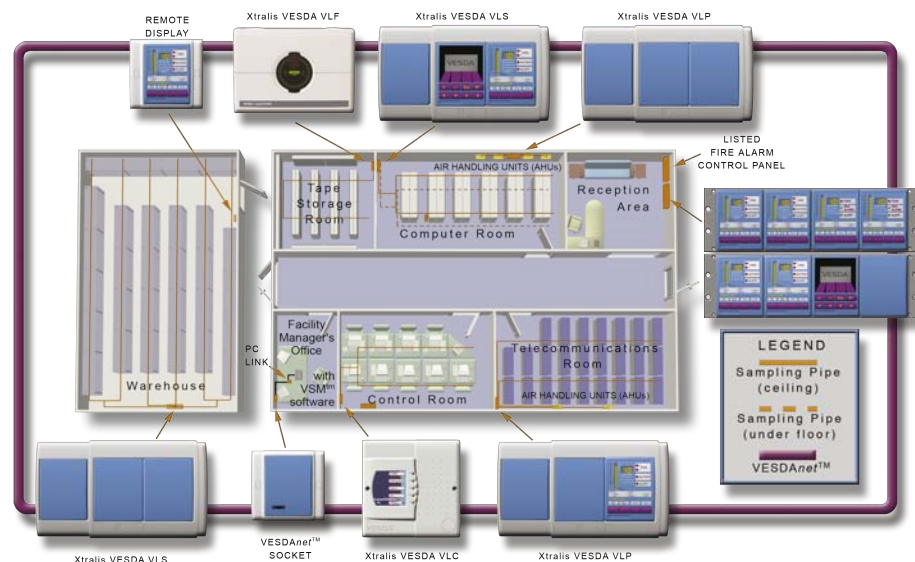 REMOTE
DISPLAY
Xtralis VESDA VLF
Xtralis VESDA VLS
Xtralis VESDA VLP
LISTED
FIRE ALARM
CONTROL PANEL
VESDA
AIR HANDLING UNITS (AHUs)
Tape
Storage
Room
Computer Room
Reception
Area
Facility
Manager's
Office
with
VSM™
software
PC
LINK
Warehouse
Control Room
Telecommunications
Room
AIR HANDLING UNITS (AHUs)
VESDA
LEGEND
Sampling Pipe
(ceiling)
Sampling Pipe
(under floor)
VESDAnet™
Xtralis VESDA VLS
VESDAnet™
SOCKET
Xtralis VESDA VLC
Xtralis VESDA VLP